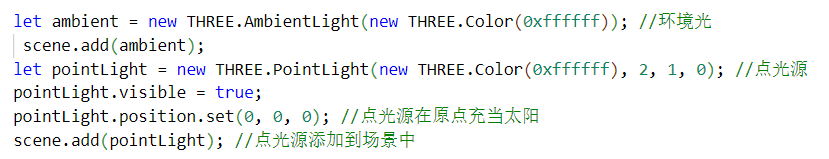 let ambient = new THREE.AmbientLight(new THREE.Color(0xffffff)); //环境光
scene.add(ambient);
let pointLight = new THREE.PointLight(new THREE.Color(0xffffff), 2, 1, 0); //点光源
pointLight.visible = true;
pointLight.position.set(0, 0, 0); //点光源在原点充当太阳
scene.add(pointLight); //点光源添加到场景中